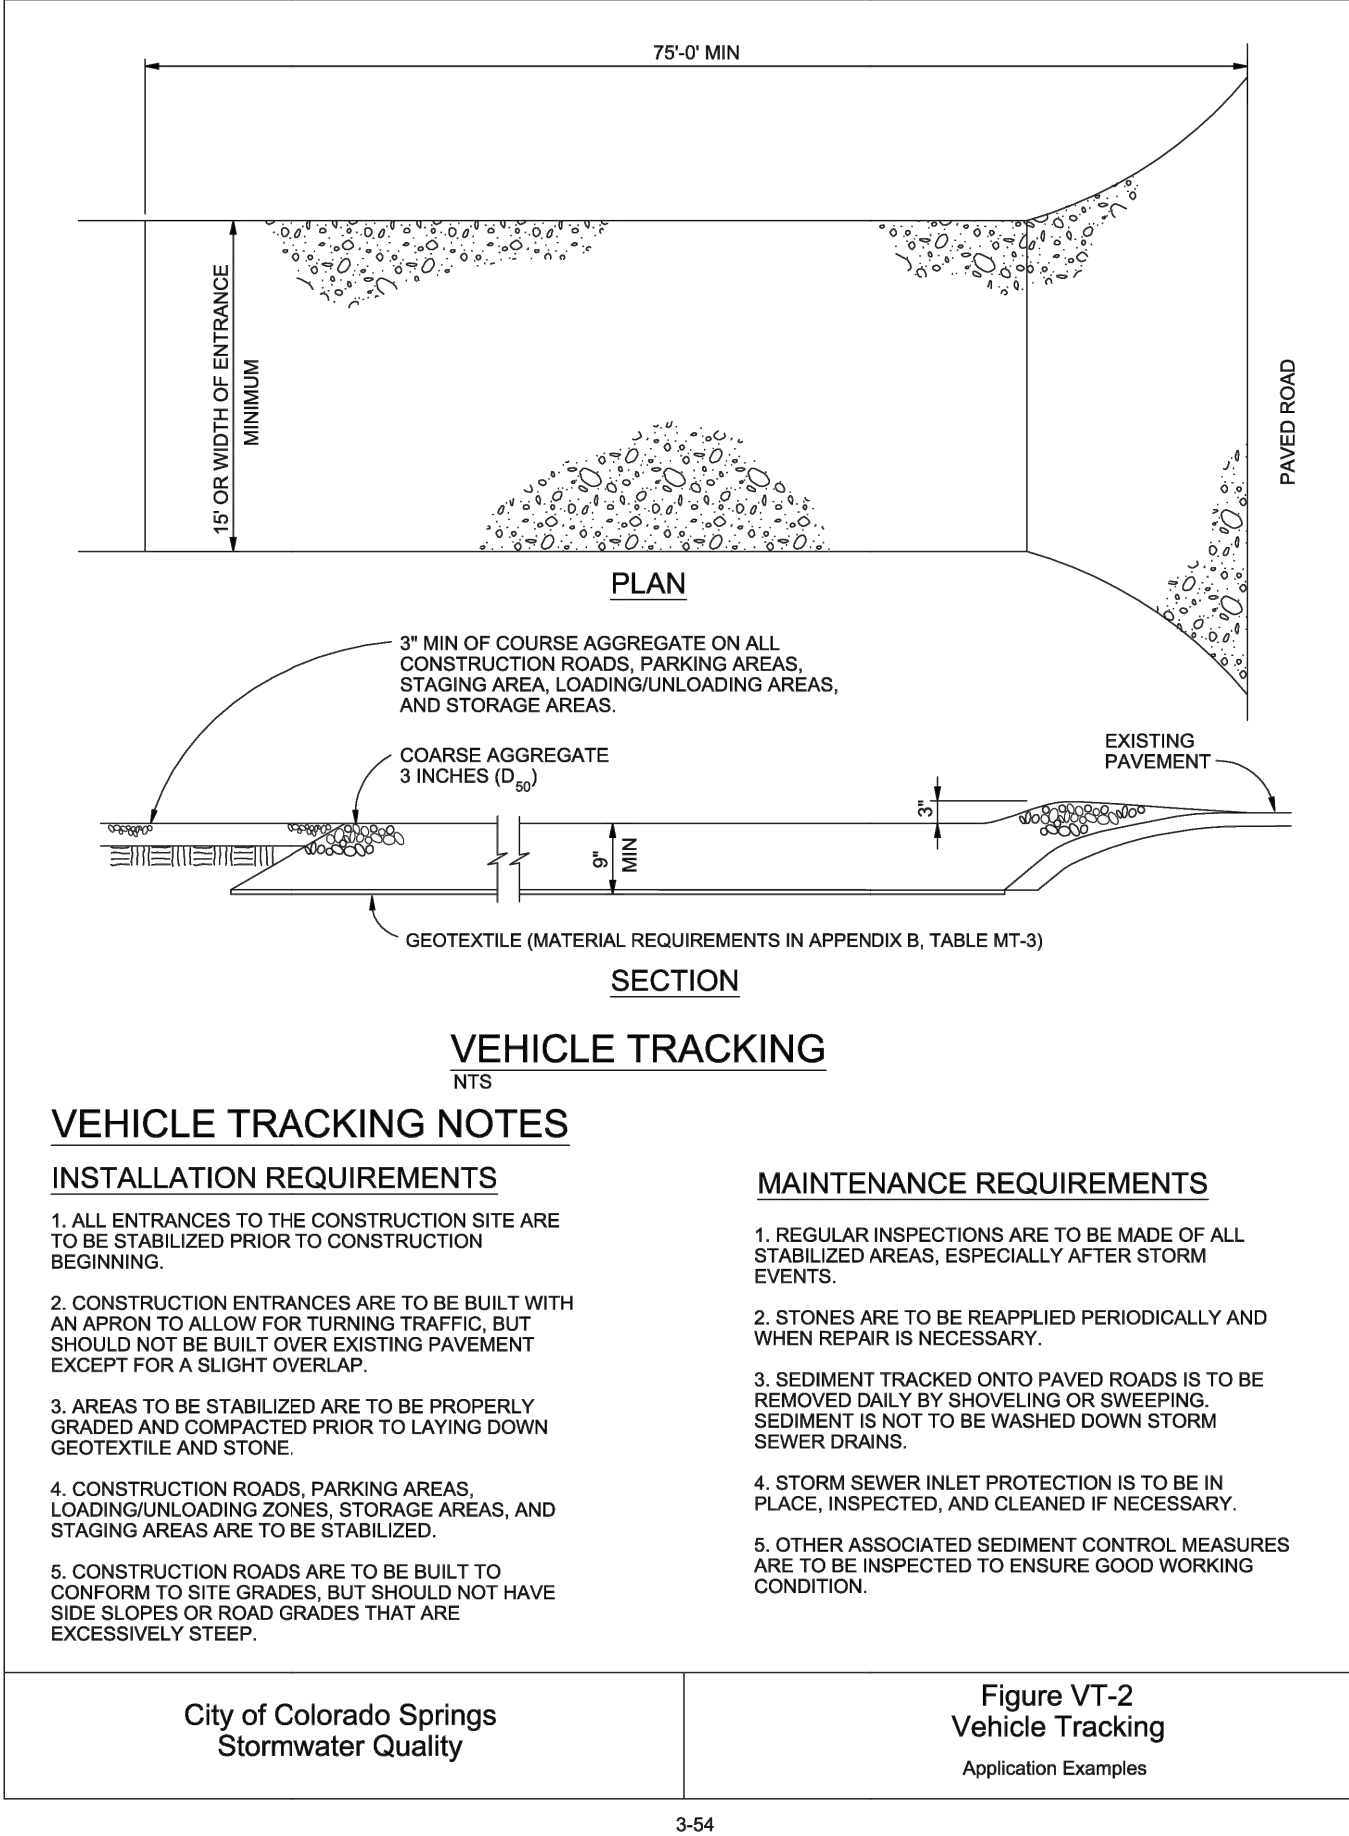 75'-0' MIN
15' OR WIDTH OF ENTRANCE
MINIMUM
PAVED ROAD
PLAN
3" MIN OF COURSE AGGREGATE ON ALL
CONSTRUCTION ROADS, PARKING AREAS,
STAGING AREA, LOADING/UNLOADING AREAS,
AND STORAGE AREAS.
COARSE AGGREGATE
3 INCHES (D50)
EXISTING
PAVEMENT
3"
9"
MIN
GEOTEXTILE (MATERIAL REQUIREMENTS IN APPENDIX B, TABLE MT-3)
SECTION
VEHICLE TRACKING
NTS
VEHICLE TRACKING NOTES
INSTALLATION REQUIREMENTS
1. ALL ENTRANCES TO THE CONSTRUCTION SITE ARE
TO BE STABILIZED PRIOR TO CONSTRUCTION
BEGINNING.
2. CONSTRUCTION ENTRANCES ARE TO BE BUILT WITH
AN APRON TO ALLOW FOR TURNING TRAFFIC, BUT
SHOULD NOT BE BUILT OVER EXISTING PAVEMENT
EXCEPT FOR A SLIGHT OVERLAP.
3. AREAS TO BE STABILIZED ARE TO BE PROPERLY
GRADED AND COMPACTED PRIOR TO LAYING DOWN
GEOTEXTILE AND STONE.
4. CONSTRUCTION ROADS, PARKING AREAS,
LOADING/UNLOADING ZONES, STORAGE AREAS, AND
STAGING AREAS ARE TO BE STABILIZED.
5. CONSTRUCTION ROADS ARE TO BE BUILT TO
CONFORM TO SITE GRADES, BUT SHOULD NOT HAVE
SIDE SLOPES OR ROAD GRADES THAT ARE
EXCESSIVELY STEEP.
MAINTENANCE REQUIREMENTS
1. REGULAR INSPECTIONS ARE TO BE MADE OF ALL
STABILIZED AREAS, ESPECIALLY AFTER STORM
EVENTS.
2. STONES ARE TO BE REAPPLIED PERIODICALLY AND
WHEN REPAIR IS NECESSARY.
3. SEDIMENT TRACKED ONTO PAVED ROADS IS TO BE
REMOVED DAILY BY SHOVELING OR SWEEPING.
SEDIMENT IS NOT TO BE WASHED DOWN STORM
SEWER DRAINS.
4. STORM SEWER INLET PROTECTION IS TO BE IN
PLACE, INSPECTED, AND CLEANED IF NECESSARY.
5. OTHER ASSOCIATED SEDIMENT CONTROL MEASURES
ARE TO BE INSPECTED TO ENSURE GOOD WORKING
CONDITION.
City of Colorado Springs
Stormwater Quality
Figure VT-2
Vehicle Tracking
Application Examples
3-54